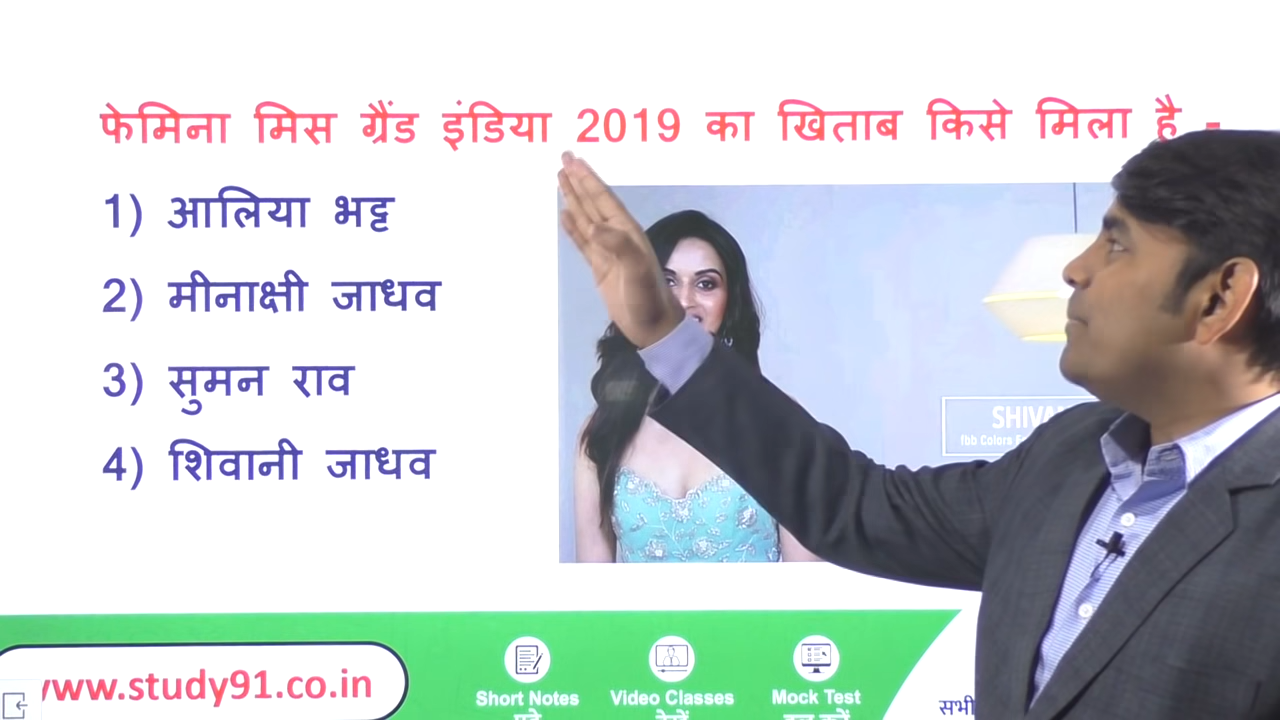 फेमिना मिस ग्रैंड इंडिया 2019 का खिताब किसे मिला है -
1) आलिया भट्ट
2) मीनाक्षी जाधव
3) सुमन राव
4) शिवानी जाधव
fbb Colors
www.study91.co.in
Short Notes
Video Classes
Mock Test
सभी